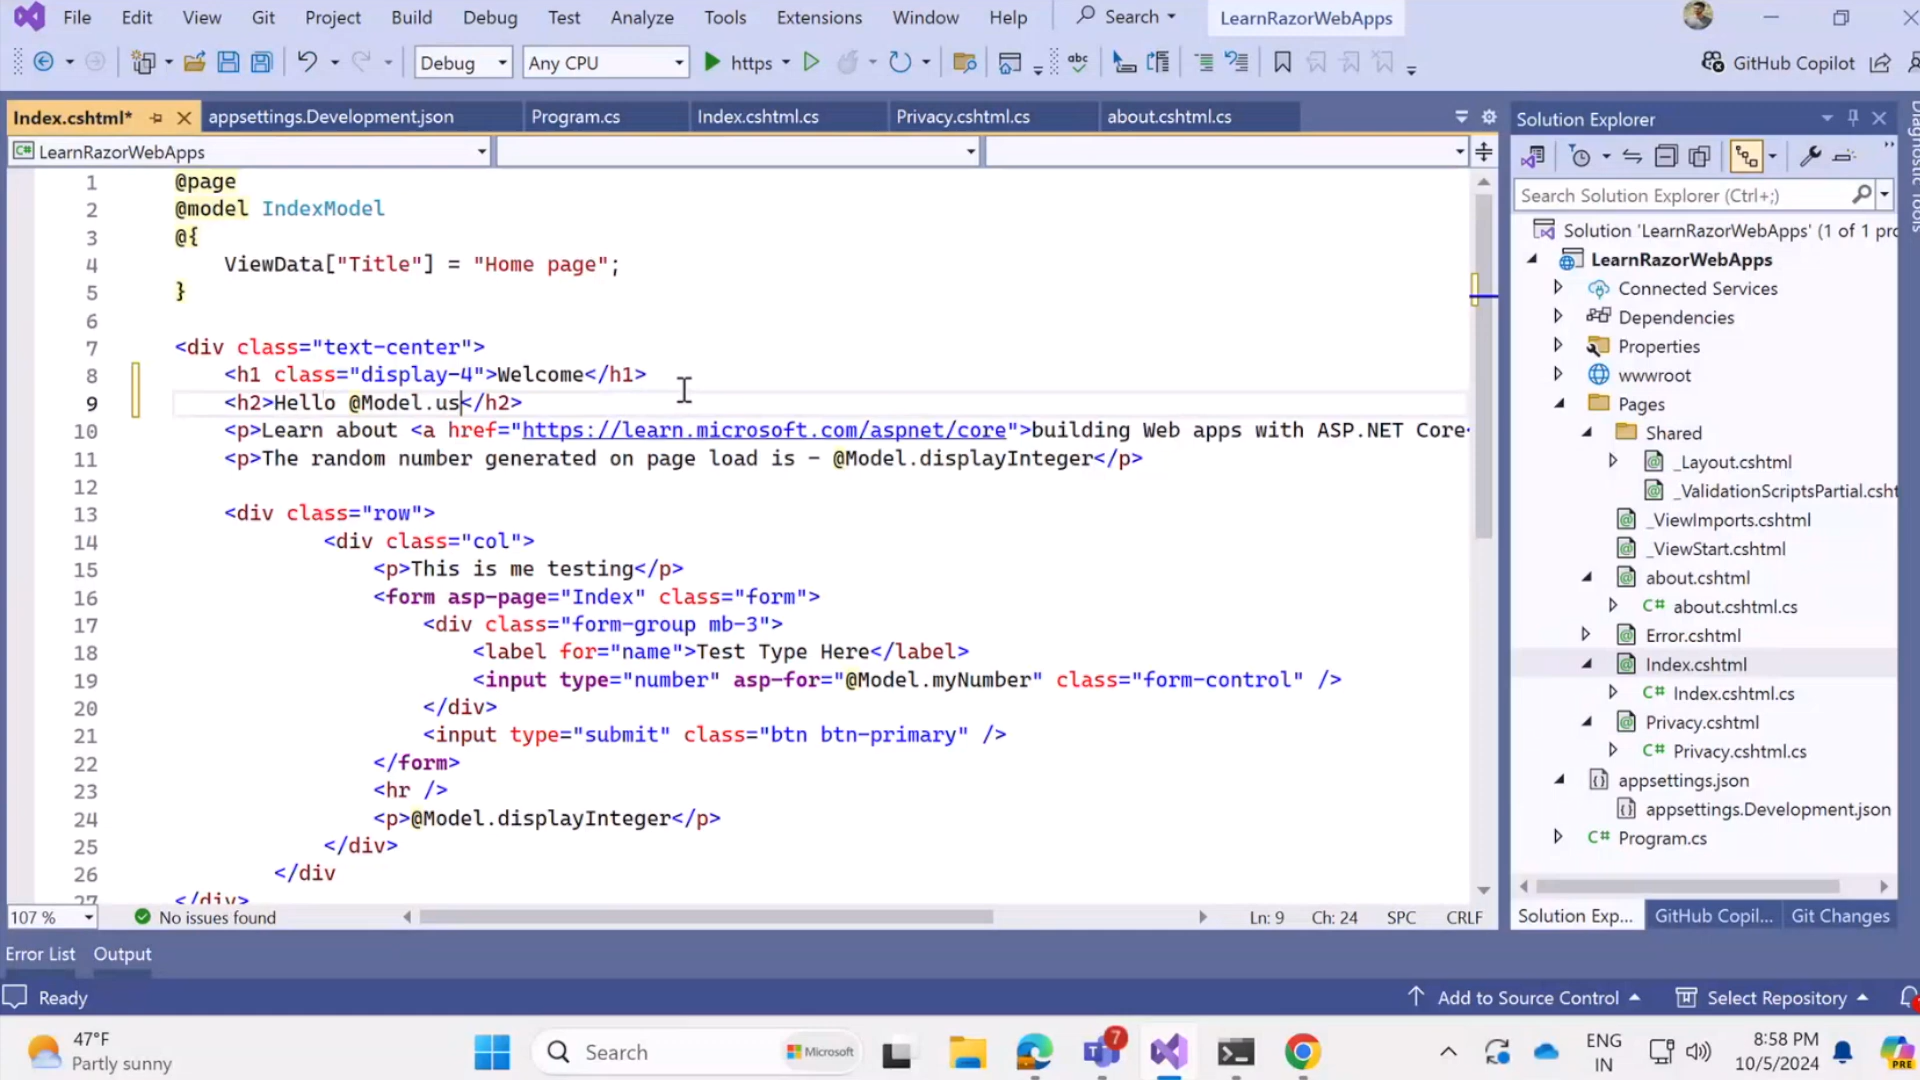 File Edit View Git Project Build Debug Test Analyze Tools Extensions Window Help Search LearnRazorWebApps
Debug Any CPU https abc GitHub Copilot
Index.cshtml* appsettings.Development.json Program.cs Index.cshtml.cs Privacy.cshtml.cs about.cshtml.cs
C# LearnRazorWebApps
1 @page
2 @model IndexModel
3 @{
4 ViewData["Title"] = "Home page";
5 }
6
7 <div class="text-center">
8 <h1 class="display-4">Welcome</h1>
9 <h2>Hello @Model.us</h2>
10 <p>Learn about <a href="https://learn.microsoft.com/aspnet/core">building Web apps with ASP.NET Core<
11 <p>The random number generated on page load is - @Model.displayInteger</p>
12
13 <div class="row">
14 <div class="col">
15 <p>This is me testing</p>
16 <form asp-page="Index" class="form">
17 <div class="form-group mb-3">
18 <label for="name">Test Type Here</label>
19 <input type="number" asp-for="@Model.myNumber" class="form-control" />
20 </div>
21 <input type="submit" class="btn btn-primary" />
22 </form>
23 <hr />
24 <p>@Model.displayInteger</p>
25 </div>
26 </div
27 </div>
107 % No issues found Ln: 9 Ch: 24 SPC CRLF
Solution Explorer
Search Solution Explorer (Ctrl+;)
Solution 'LearnRazorWebApps' (1 of 1 pro
LearnRazorWebApps
Connected Services
Dependencies
Properties
wwwroot
Pages
Shared
_Layout.cshtml
_ValidationScriptsPartial.csht
_ViewImports.cshtml
_ViewStart.cshtml
about.cshtml
C# about.cshtml.cs
Error.cshtml
Index.cshtml
C# Index.cshtml.cs
Privacy.cshtml
C# Privacy.cshtml.cs
appsettings.json
appsettings.Development.json
C# Program.cs
Solution Exp... GitHub Copil... Git Changes
Diagnostic Tools
Error List Output
Ready Add to Source Control Select Repository
47°F
Partly sunny
Search Microsoft
7
ENG
IN
8:58 PM
10/5/2024
PRE